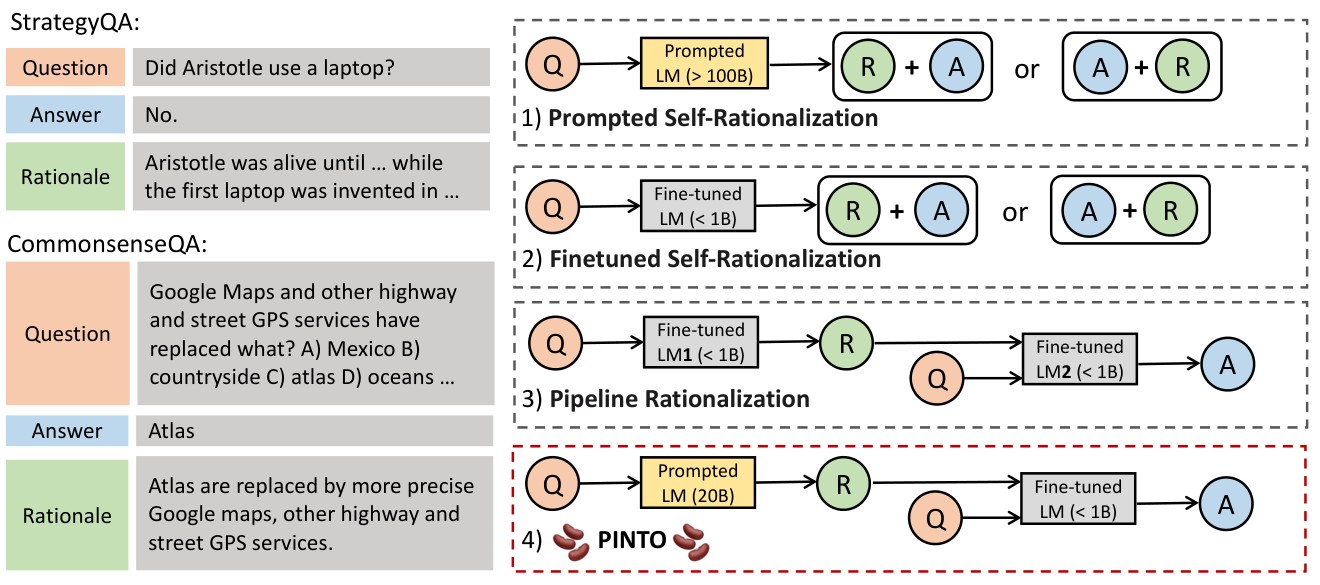 StrategyQA:
Question
Did Aristotle use a laptop?
Answer
No.
Rationale
Aristotle was alive until … while
the first laptop was invented in …
CommonsenseQA:
Question
Google Maps and other highway
and street GPS services have
replaced what? A) Mexico B)
countryside C) atlas D) oceans …
Answer
Atlas
Rationale
Atlas are replaced by more precise
Google maps, other highway and
street GPS services.
Q
Prompted
LM (> 100B)
R + A or A + R
1) Prompted Self-Rationalization
Q
Fine-tuned
LM (< 1B)
R + A or A + R
2) Finetuned Self-Rationalization
Q
Fine-tuned
LM1 (< 1B)
R
Q
Fine-tuned
LM2 (< 1B)
A
3) Pipeline Rationalization
Q
Prompted
LM (20B)
R
Q
Fine-tuned
LM (< 1B)
A
4) PINTO